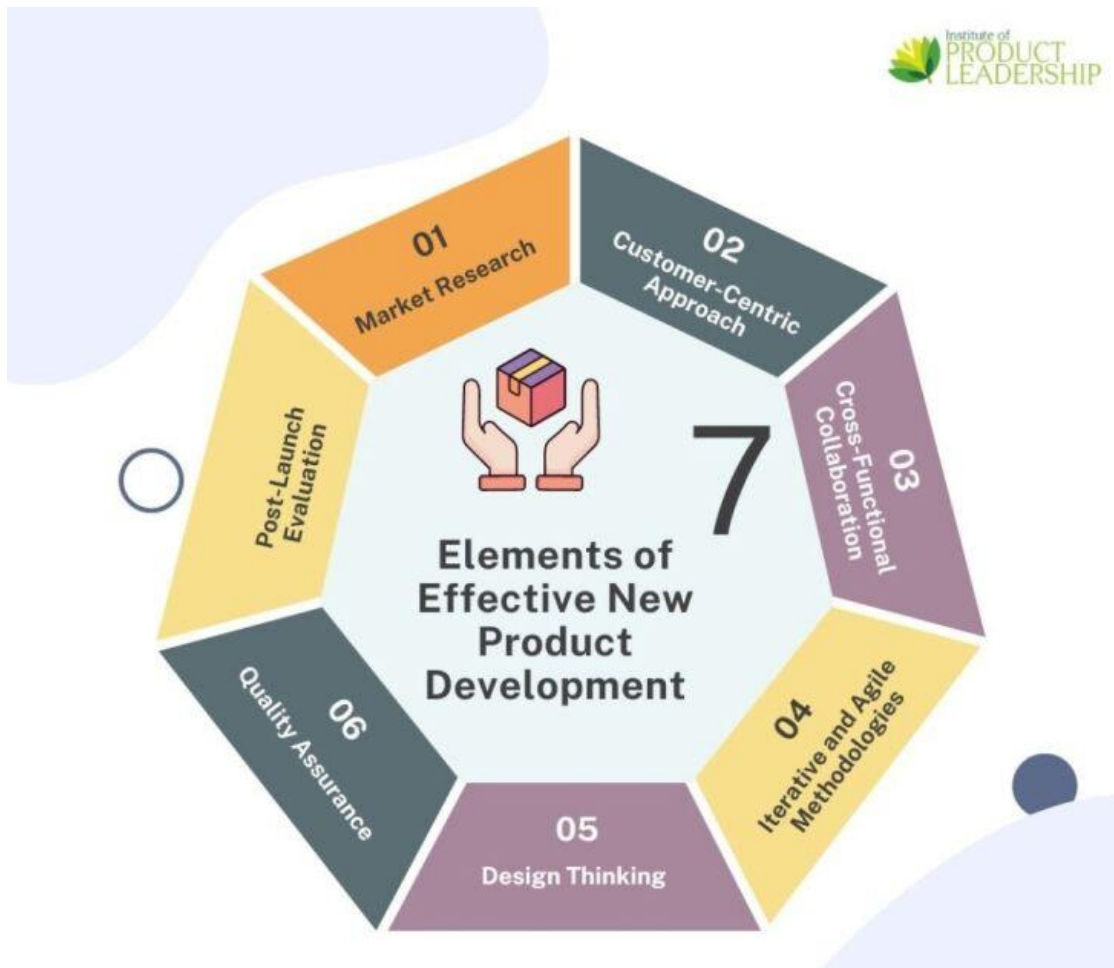 Institute of
PRODUCT
LEADERSHIP
01
Market Research
02
Customer-Centric
Approach
03
Cross-Functional
Collaboration
04
Iterative and Agile
Methodologies
05
Design Thinking
06
Quality Assurance
Post-Launch
Evaluation
7
Elements of
Effective New
Product
Development